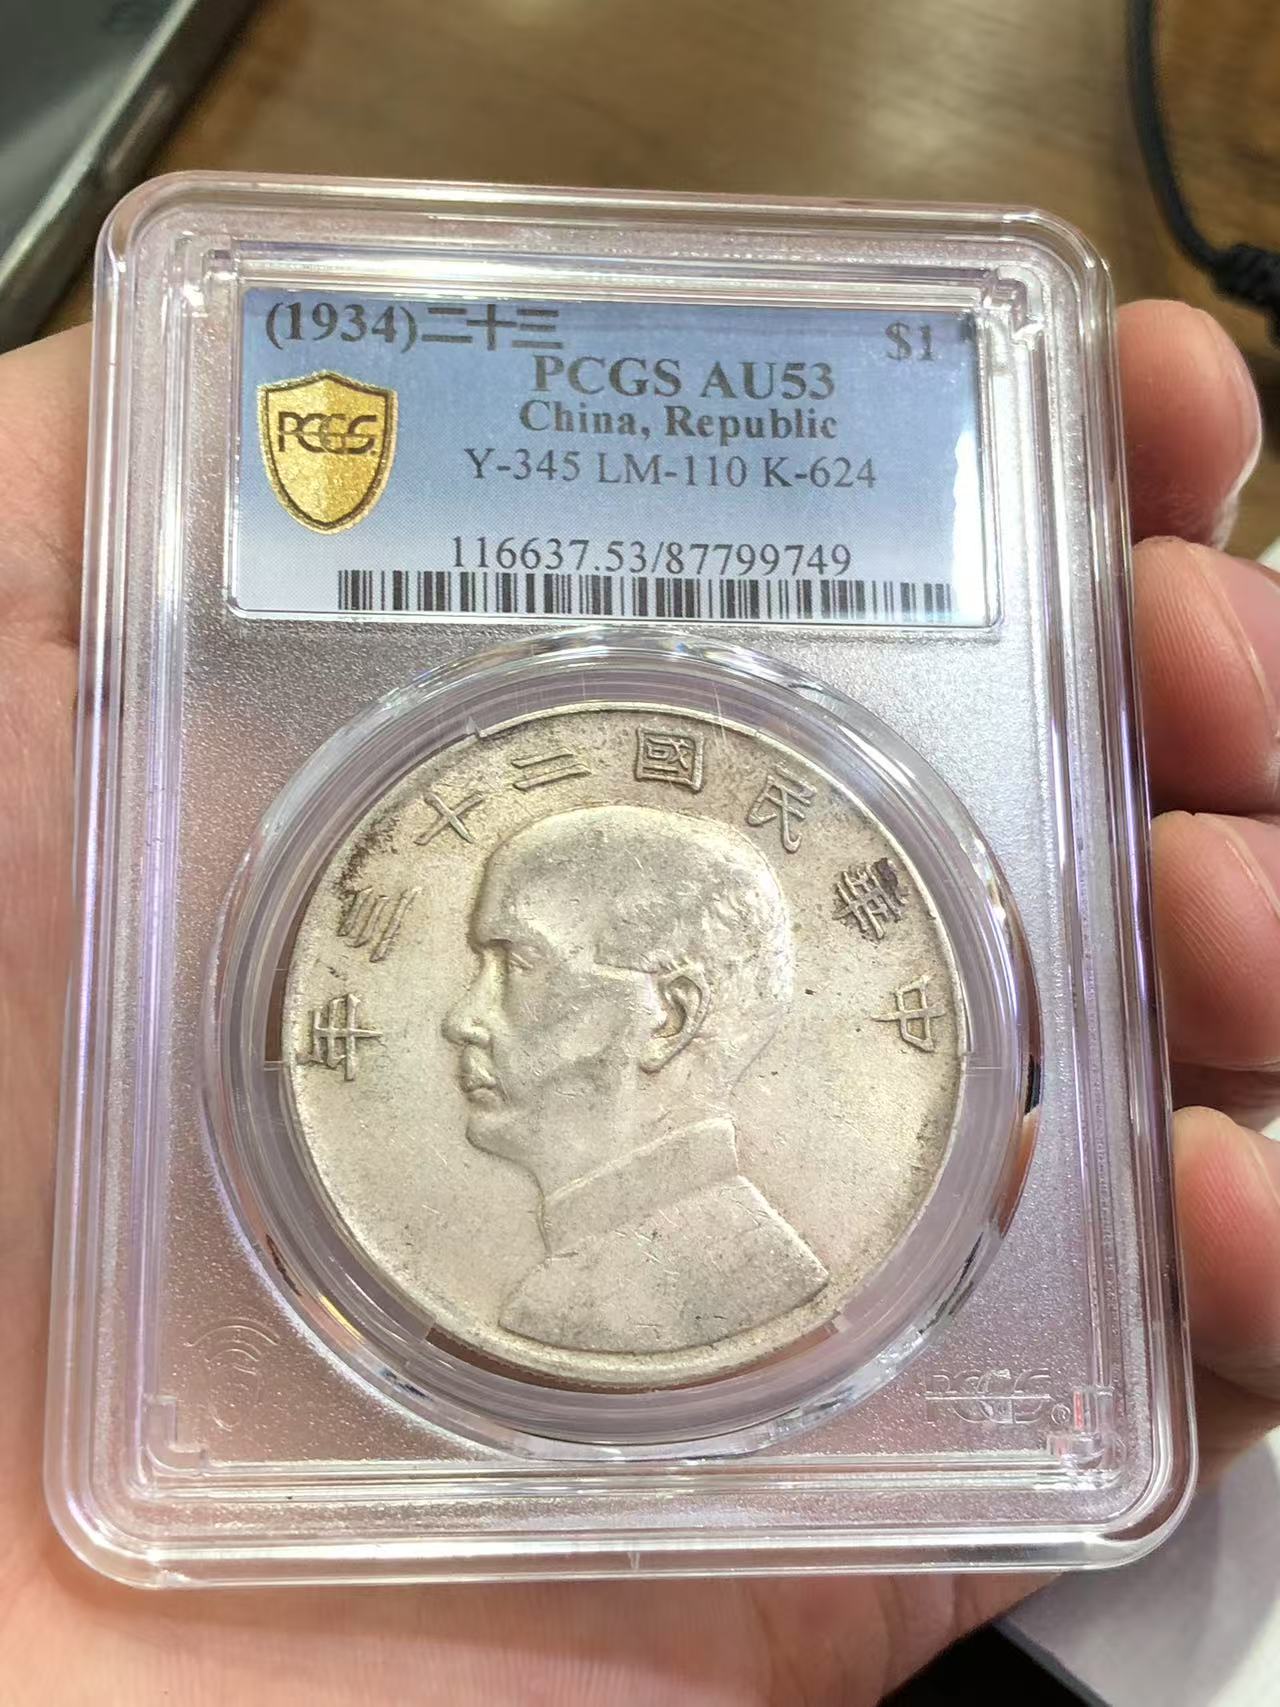 (1934)二十三 $1
PCGS AU53
PCGS
China, Republic
Y-345 LM-110 K-624
116637.53/87799749
中華民國二十三年
PCGS